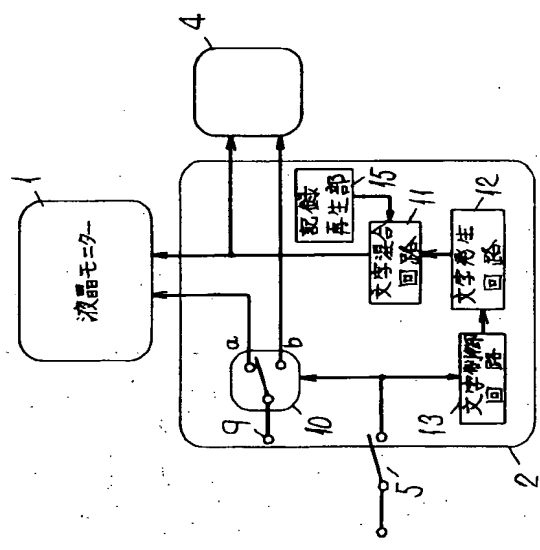 1
液晶モニター
4
a
b
9
10
記録
再生部
15
文字混合
回路
11
文字発生
回路
12
文字制御
回路
13
5
2